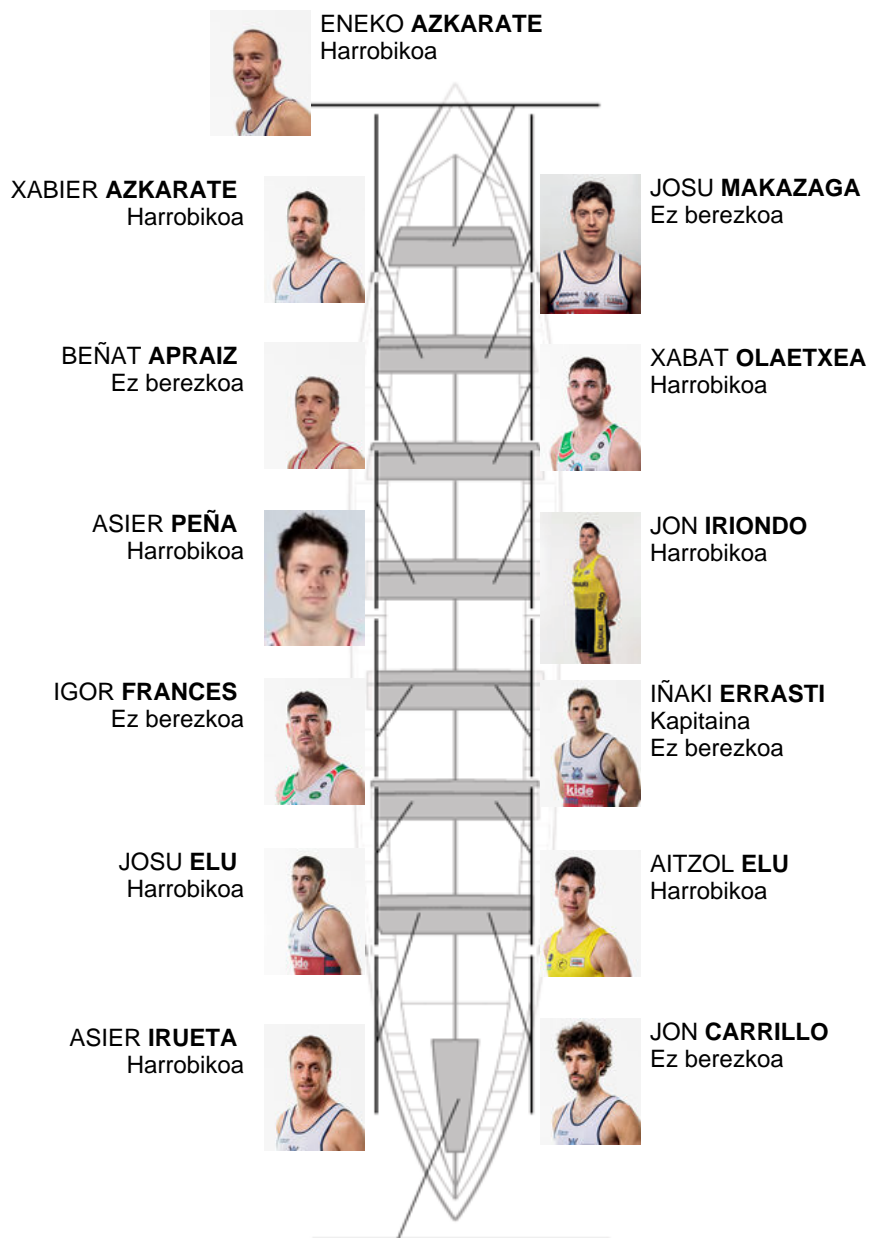 ENEKO AZKARATE
Harrobikoa
XABIER AZKARATE
Harrobikoa
JOSU MAKAZAGA
Ez berezkoa
BEÑAT APRAIZ
Ez berezkoa
XABAT OLAETXEA
Harrobikoa
ASIER PEÑA
Harrobikoa
JON IRIONDO
Harrobikoa
IGOR FRANCES
Ez berezkoa
IÑAKI ERRASTI
Kapitaina
Ez berezkoa
kide
JOSU ELU
Harrobikoa
kide
AITZOL ELU
Harrobikoa
ASIER IRUETA
Harrobikoa
JON CARRILLO
Ez berezkoa